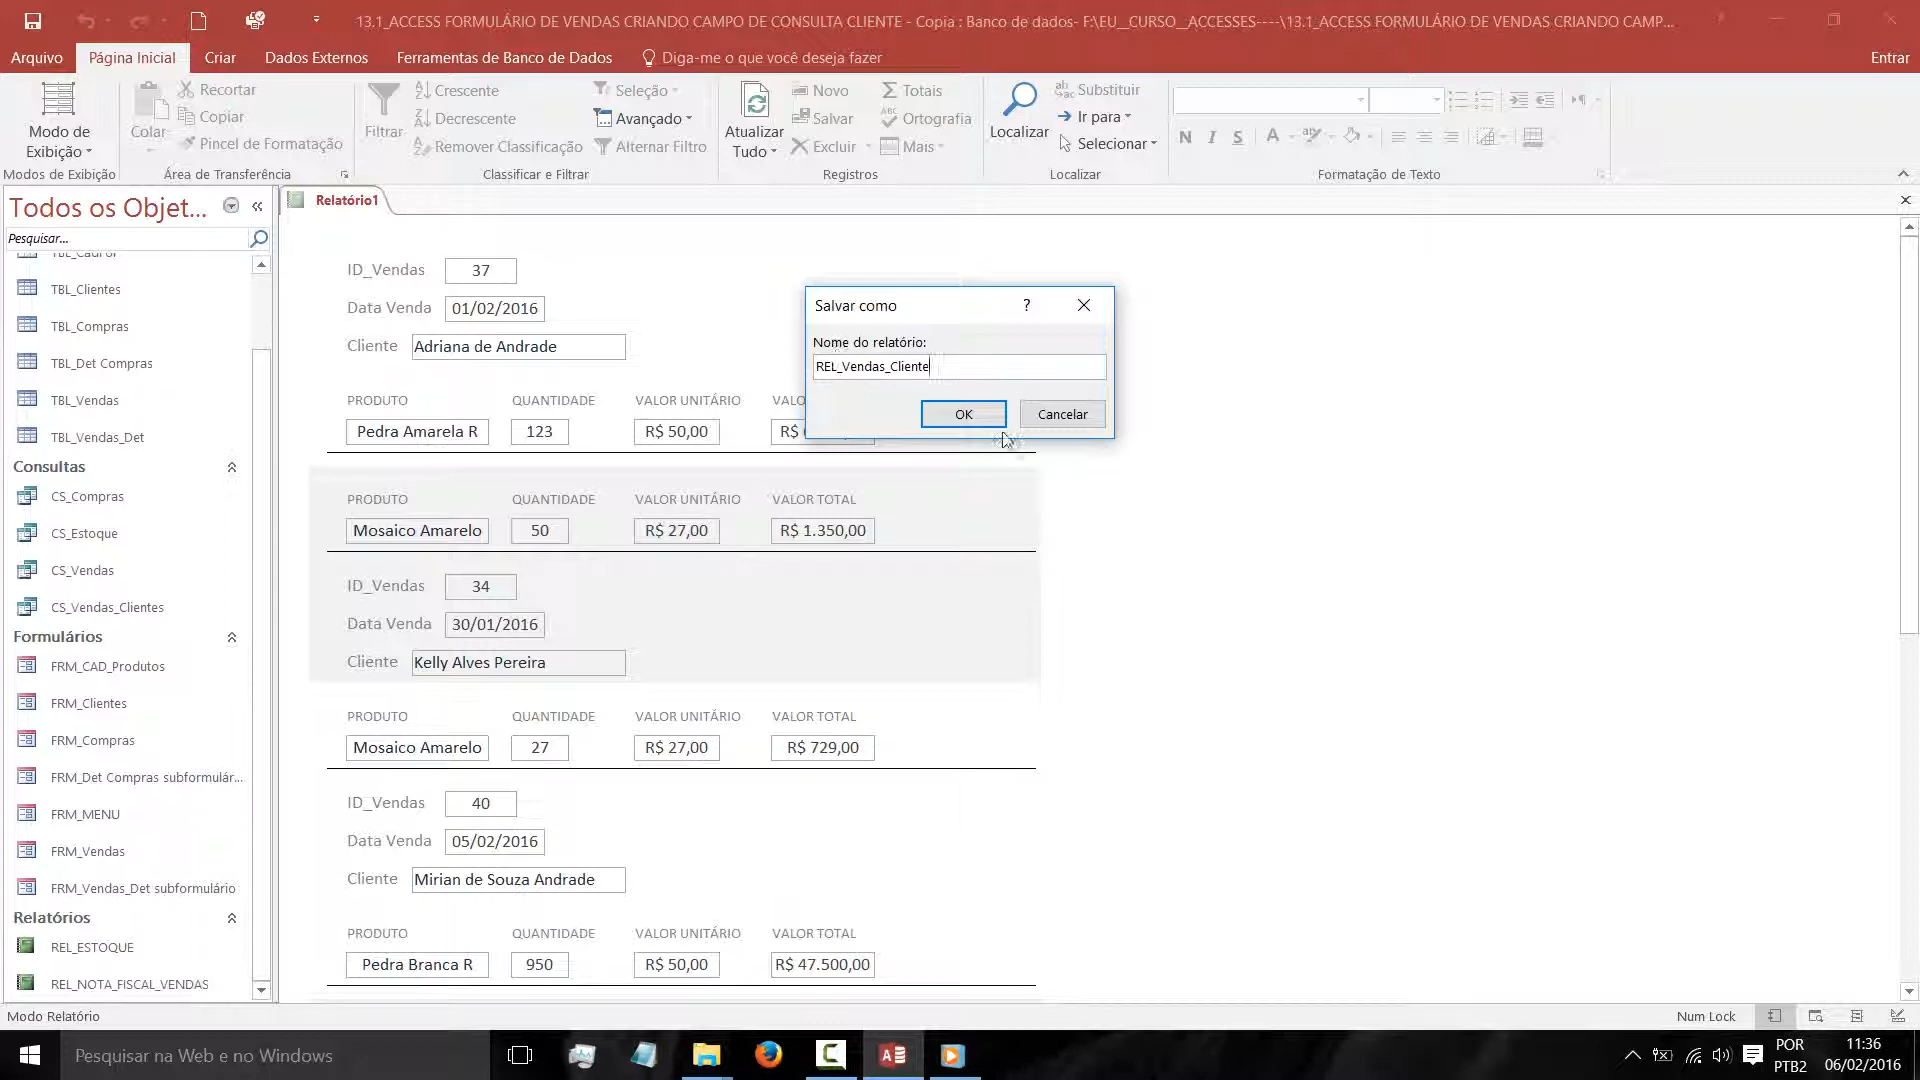 13.1_ACCESS FORMULÁRIO DE VENDAS CRIANDO CAMPO DE CONSULTA CLIENTE - Copia : Banco de dados- F:\EU__CURSO__ACCESSES----\13.1_ACCESS FORMULÁRIO DE VENDAS CRIANDO CAMP...
Arquivo Página Inicial Criar Dados Externos Ferramentas de Banco de Dados Diga-me o que você deseja fazer Entrar
Modo de Exibição
Modos de Exibição
Colar
Recortar
Copiar
Pincel de Formatação
Área de Transferência
Filtrar
Crescente
Decrescente
Remover Classificação
Seleção
Avançado
Alternar Filtro
Classificar e Filtrar
Atualizar Tudo
Novo
Salvar
Excluir
Totais
Ortografia
Mais
Registros
Localizar
Substituir
Ir para
Selecionar
Localizar
N I S A
Formatação de Texto
Todos os Objet...
Pesquisar...
TBL_Clientes
TBL_Compras
TBL_Det Compras
TBL_Vendas
TBL_Vendas_Det
Consultas
CS_Compras
CS_Estoque
CS_Vendas
CS_Vendas_Clientes
Formulários
FRM_CAD_Produtos
FRM_Clientes
FRM_Compras
FRM_Det Compras subformulár...
FRM_MENU
FRM_Vendas
FRM_Vendas_Det subformulário
Relatórios
REL_ESTOQUE
REL_NOTA_FISCAL_VENDAS
Relatório1
ID_Vendas 37
Data Venda 01/02/2016
Cliente Adriana de Andrade
PRODUTO QUANTIDADE VALOR UNITÁRIO VALO
Pedra Amarela R 123 R$ 50,00 R$
PRODUTO QUANTIDADE VALOR UNITÁRIO VALOR TOTAL
Mosaico Amarelo 50 R$ 27,00 R$ 1.350,00
ID_Vendas 34
Data Venda 30/01/2016
Cliente Kelly Alves Pereira
PRODUTO QUANTIDADE VALOR UNITÁRIO VALOR TOTAL
Mosaico Amarelo 27 R$ 27,00 R$ 729,00
ID_Vendas 40
Data Venda 05/02/2016
Cliente Mirian de Souza Andrade
PRODUTO QUANTIDADE VALOR UNITÁRIO VALOR TOTAL
Pedra Branca R 950 R$ 50,00 R$ 47.500,00
Salvar como ?
Nome do relatório:
REL_Vendas_Cliente
OK Cancelar
Modo Relatório Num Lock
Pesquisar na Web e no Windows
POR
PTB2
11:36
06/02/2016